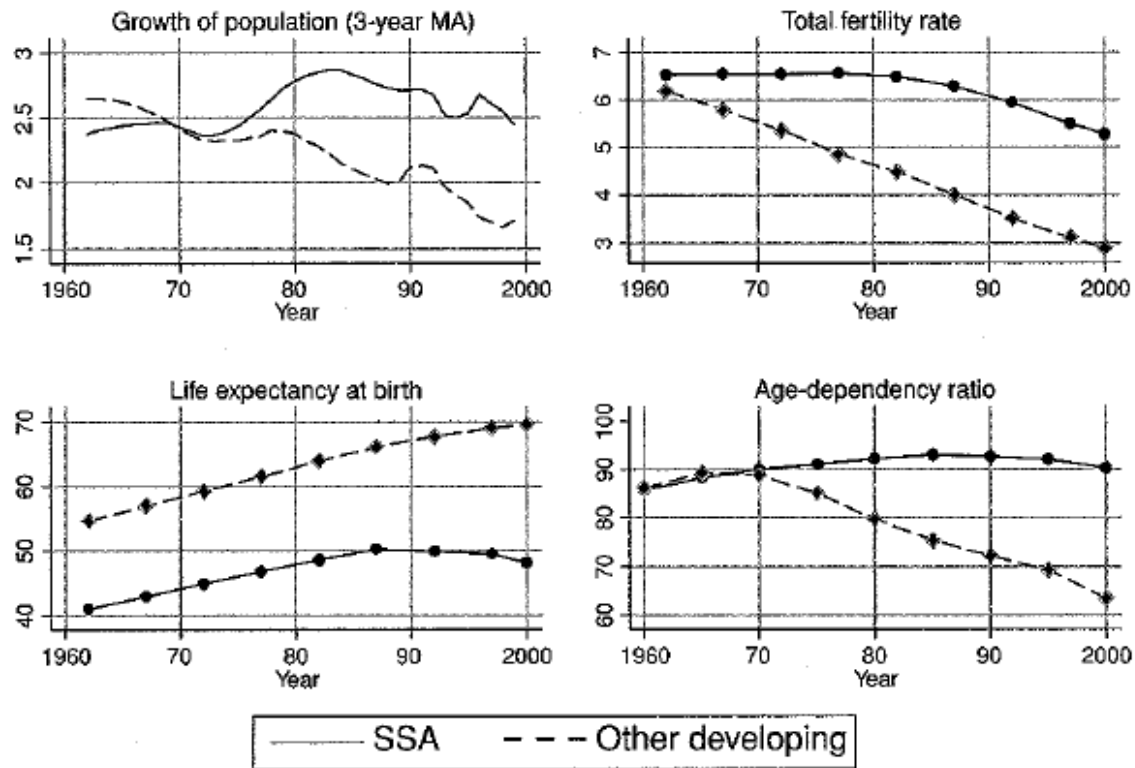 Growth of population (3-year MA)
3
2.5
2
1.5
1960 70 80 90 2000
Year
Total fertility rate
7
6
5
4
3
1960 70 80 90 2000
Year
Life expectancy at birth
70
60
50
40
1960 70 80 90 2000
Year
Age-dependency ratio
100
90
80
70
60
1960 70 80 90 2000
Year
SSA Other developing